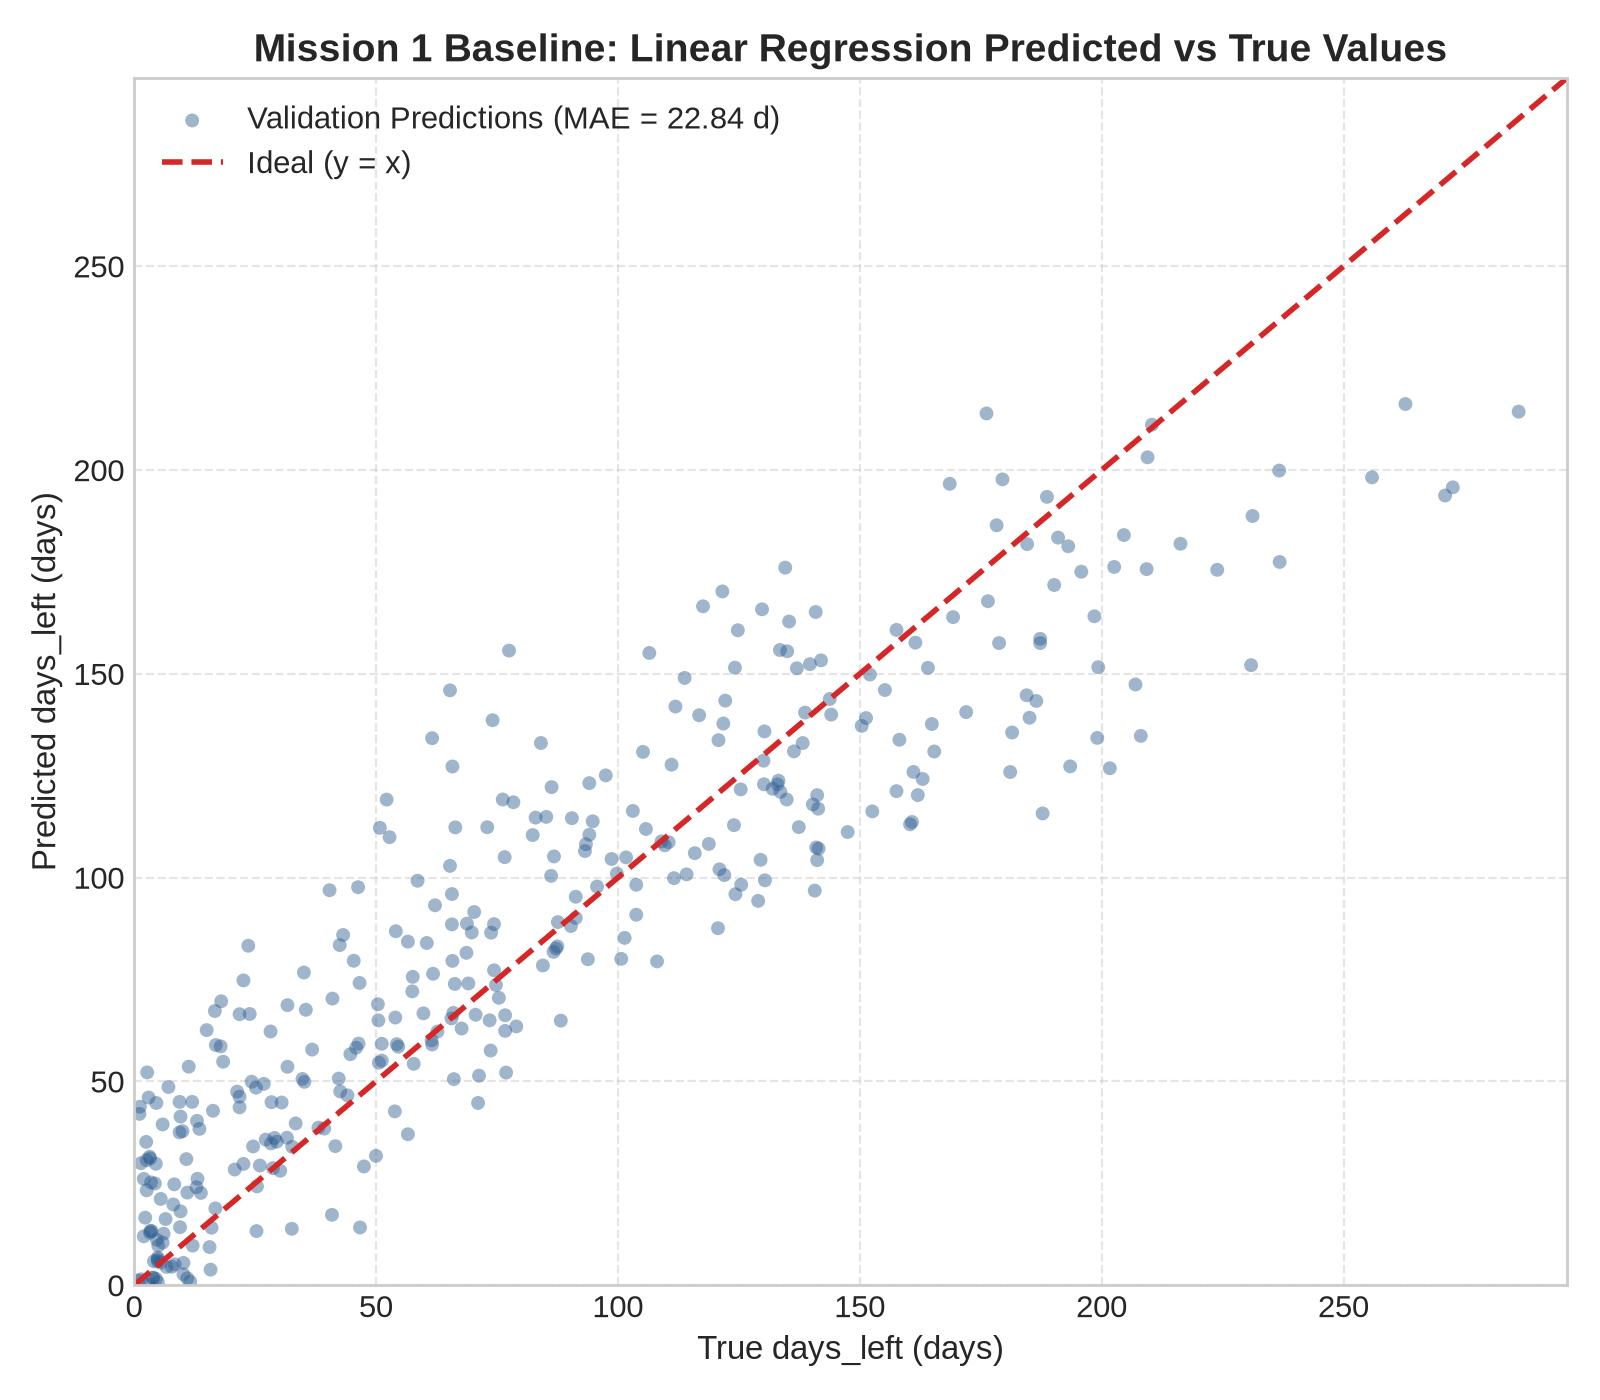 Mission 1 Baseline: Linear Regression Predicted vs True Values
Validation Predictions (MAE = 22.84 d)
Ideal (y = x)
250
200
150
100
50
0
Predicted days_left (days)
0 50 100 150 200 250
True days_left (days)